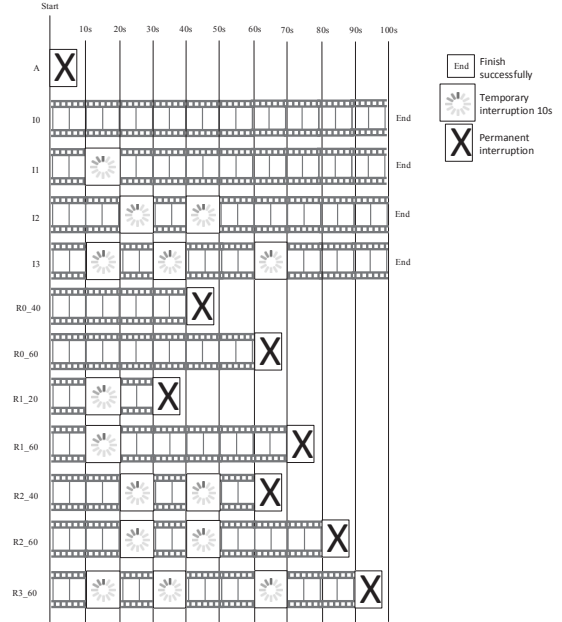 Start
10s 20s 30s 40s 50s 60s 70s 80s 90s 100s
A
End
Finish
successfully
Temporary
interruption 10s
Permanent
interruption
I0 End
I1 End
I2 End
I3 End
R0_40
R0_60
R1_20
R1_60
R2_40
R2_60
R3_60